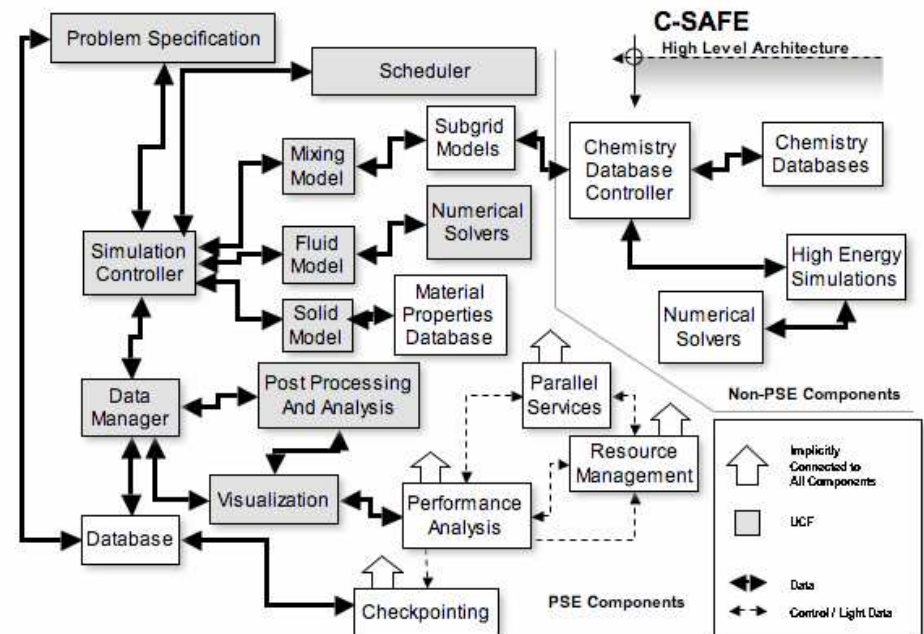 C-SAFE
High Level Architecture
Problem Specification
Scheduler
Subgrid
Models
Mixing
Model
Chemistry
Database
Controller
Chemistry
Databases
Numerical
Solvers
Simulation
Controller
Fluid
Model
High Energy
Simulations
Solid
Model
Material
Properties
Database
Numerical
Solvers
Data
Manager
Post Processing
And Analysis
Parallel
Services
Non-PSE Components
Resource
Management
Visualization
Performance
Analysis
Database
Checkpointing
PSE Components
Implicitly
Connected to
All Components
UCF
Data
Control / Light Data